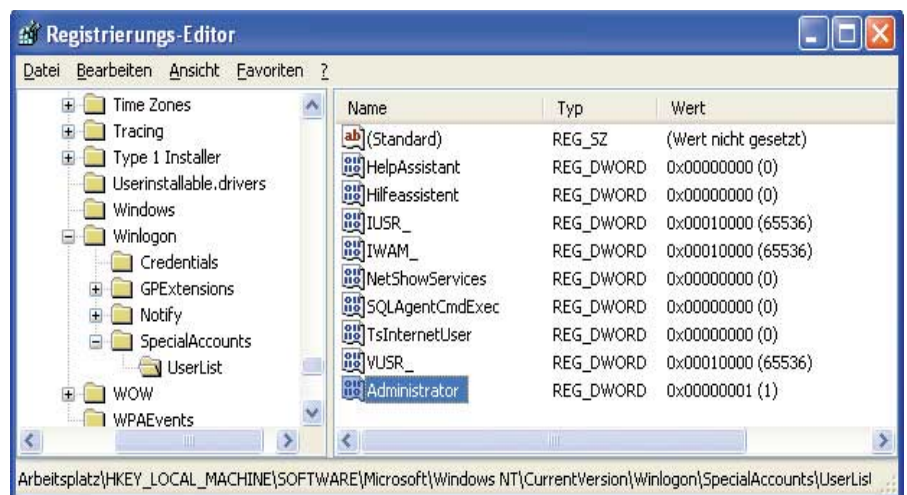 Registrierungs-Editor
Datei Bearbeiten Ansicht Favoriten ?
Time Zones
Tracing
Type 1 Installer
Userinstallable.drivers
Windows
Winlogon
Credentials
GPExtensions
Notify
SpecialAccounts
UserList
WOW
WPAEvents
Name Typ Wert
(Standard) REG_SZ (Wert nicht gesetzt)
HelpAssistant REG_DWORD 0x00000000 (0)
Hilfeassistent REG_DWORD 0x00000000 (0)
IUSR_ REG_DWORD 0x00010000 (65536)
IWAM_ REG_DWORD 0x00010000 (65536)
NetShowServices REG_DWORD 0x00000000 (0)
SQLAgentCmdExec REG_DWORD 0x00000000 (0)
TsInternetUser REG_DWORD 0x00000000 (0)
VUSR_ REG_DWORD 0x00010000 (65536)
Administrator REG_DWORD 0x00000001 (1)
Arbeitsplatz\HKEY_LOCAL_MACHINE\SOFTWARE\Microsoft\Windows NT\CurrentVersion\Winlogon\SpecialAccounts\UserList